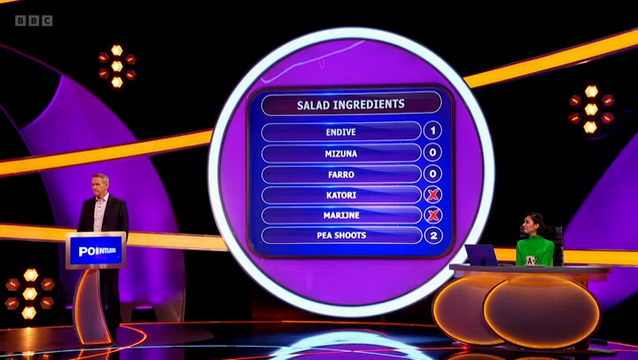 BBC
SALAD INGREDIENTS
ENDIVE 1
MIZUNA 0
FARRO 0
KATORI X
MARIJNE X
PEA SHOOTS 2
POINTLESS